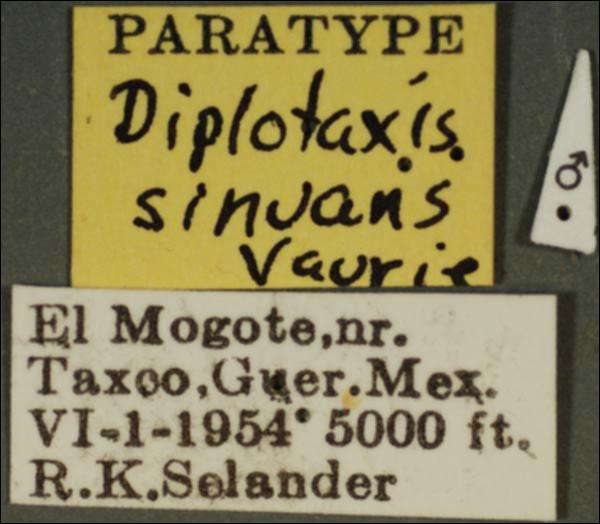 PARATYPE
Diplotaxis
sinuans
Vaurie
♂
El Mogote,nr.
Taxco,Guer.Mex.
VI-1-1954 5000 ft.
R.K.Selander